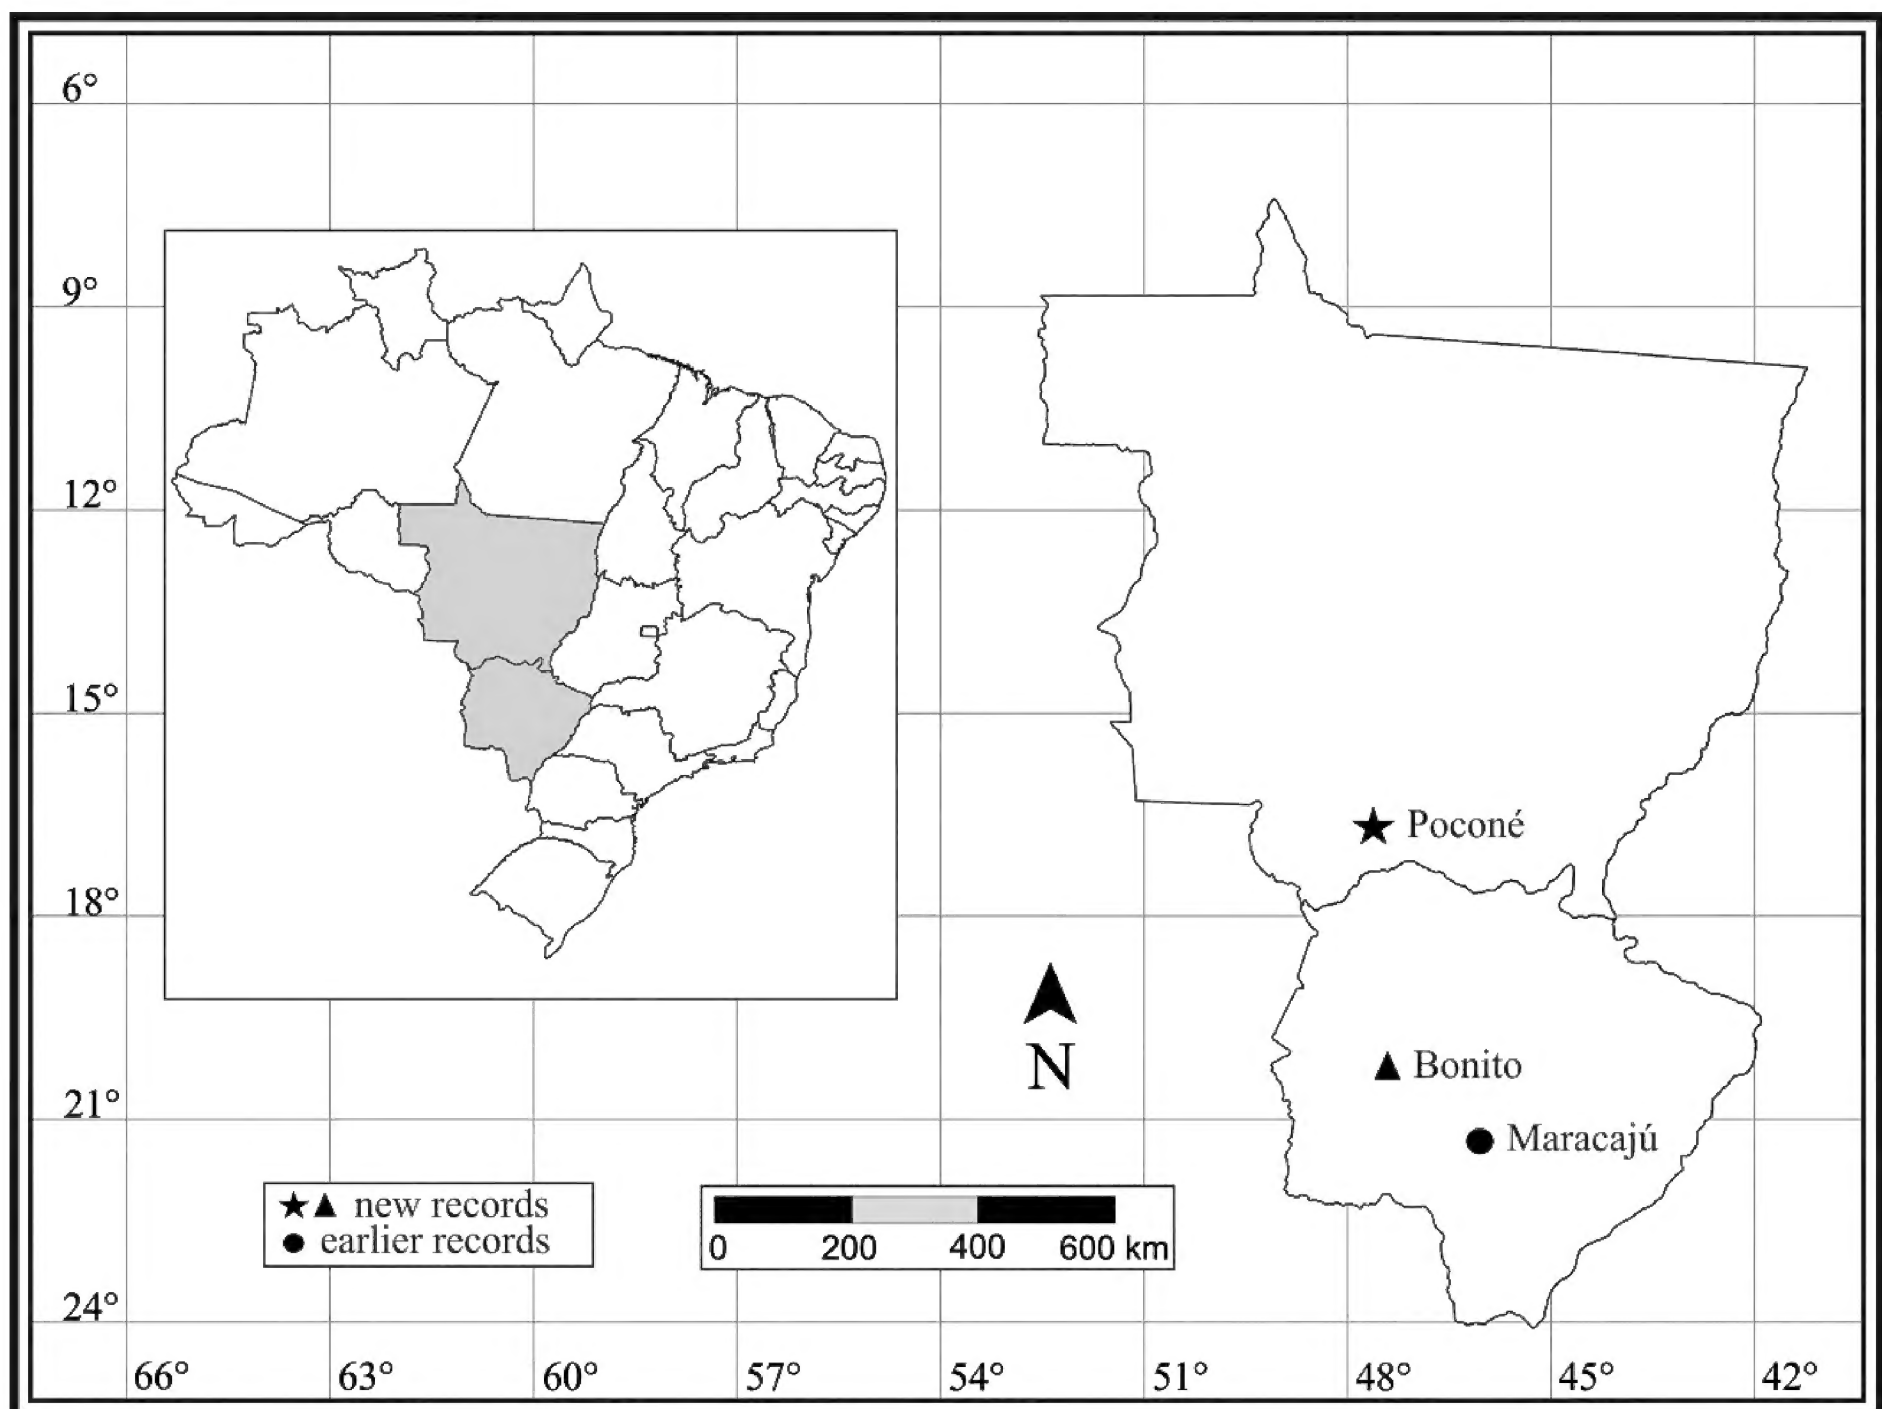 6°
9°
12°
15°
18°
21°
24°
Poconé
Bonito
Maracajú
N
new records
earlier records
0 200 400 600 km
66° 63° 60° 57° 54° 51° 48° 45° 42°